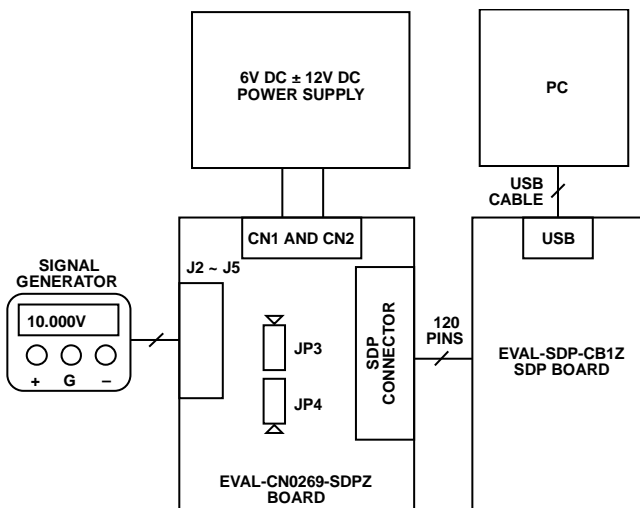 6V DC ± 12V DC
POWER SUPPLY
PC
USB
CABLE
CN1 AND CN2
USB
SIGNAL
GENERATOR
J2 ~ J5
10.000V
+ G –
JP3
JP4
SDP
CONNECTOR
120
PINS
EVAL-SDP-CB1Z
SDP BOARD
EVAL-CN0269-SDPZ
BOARD